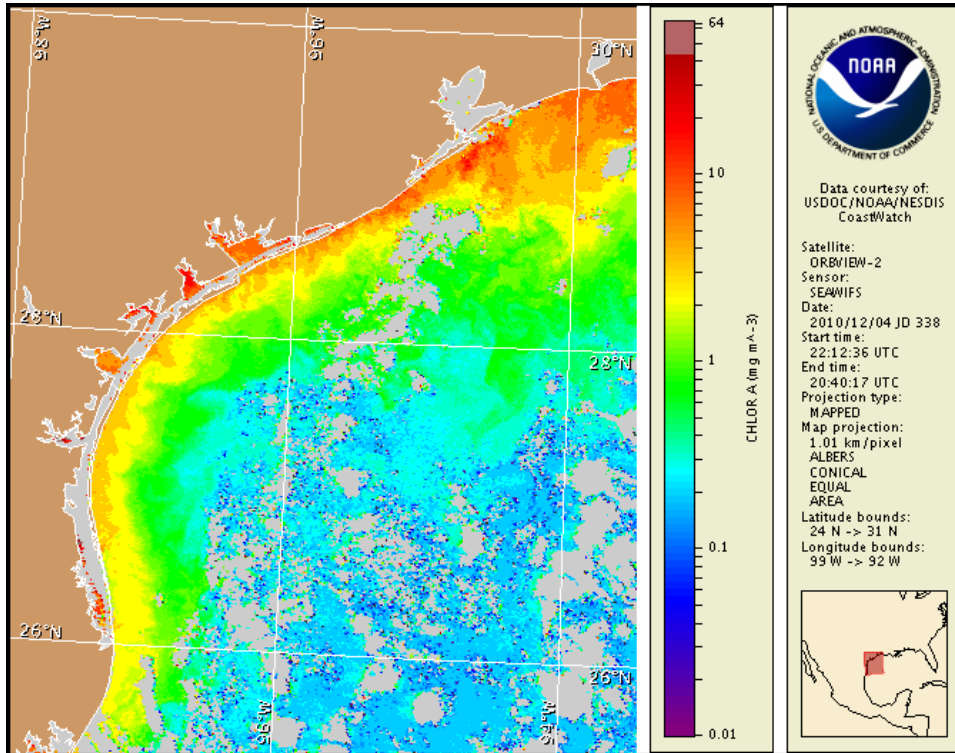 98°W
96°W
30°N
28°N
28°N
26°N
26°N
96°W
94°W
64
10
1
0.1
0.01
CHLOR A (mg m^-3)
NATIONAL OCEANIC AND ATMOSPHERIC ADMINISTRATION
NOAA
U.S. DEPARTMENT OF COMMERCE
Data courtesy of:
USDOC/NOAA/NESDIS
CoastWatch
Satellite:
ORBVIEW-2
Sensor:
SEAWIFS
Date:
2010/12/04 JD 338
Start time:
22:12:36 UTC
End time:
20:40:17 UTC
Projection type:
MAPPED
Map projection:
1.01 km/pixel
ALBERS
CONICAL
EQUAL
AREA
Latitude bounds:
24 N -> 31 N
Longitude bounds:
99 W -> 92 W